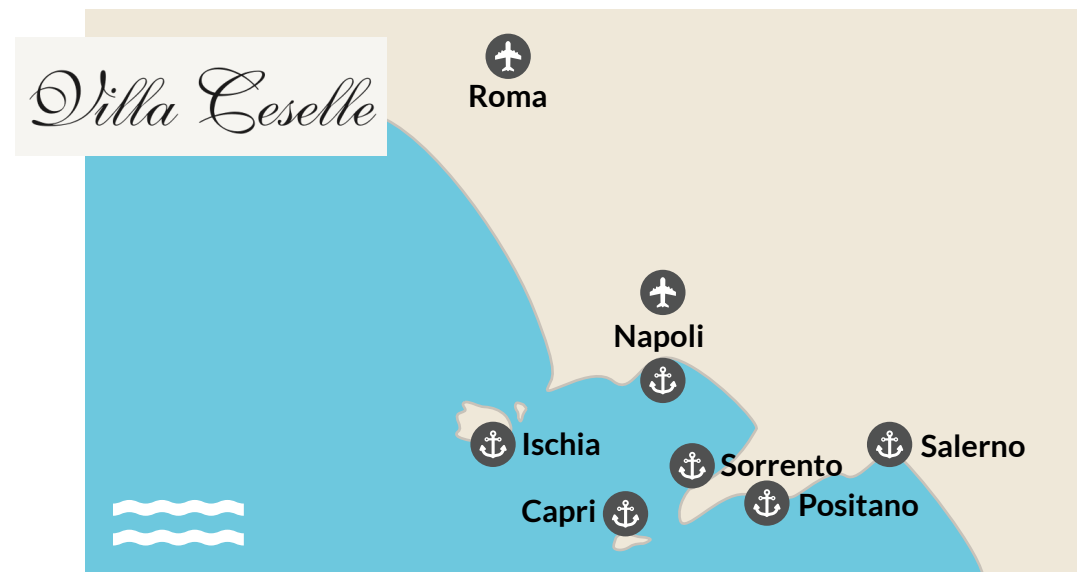 Villa Ceselle
Roma
Napoli
Ischia
Salerno
Sorrento
Capri
Positano